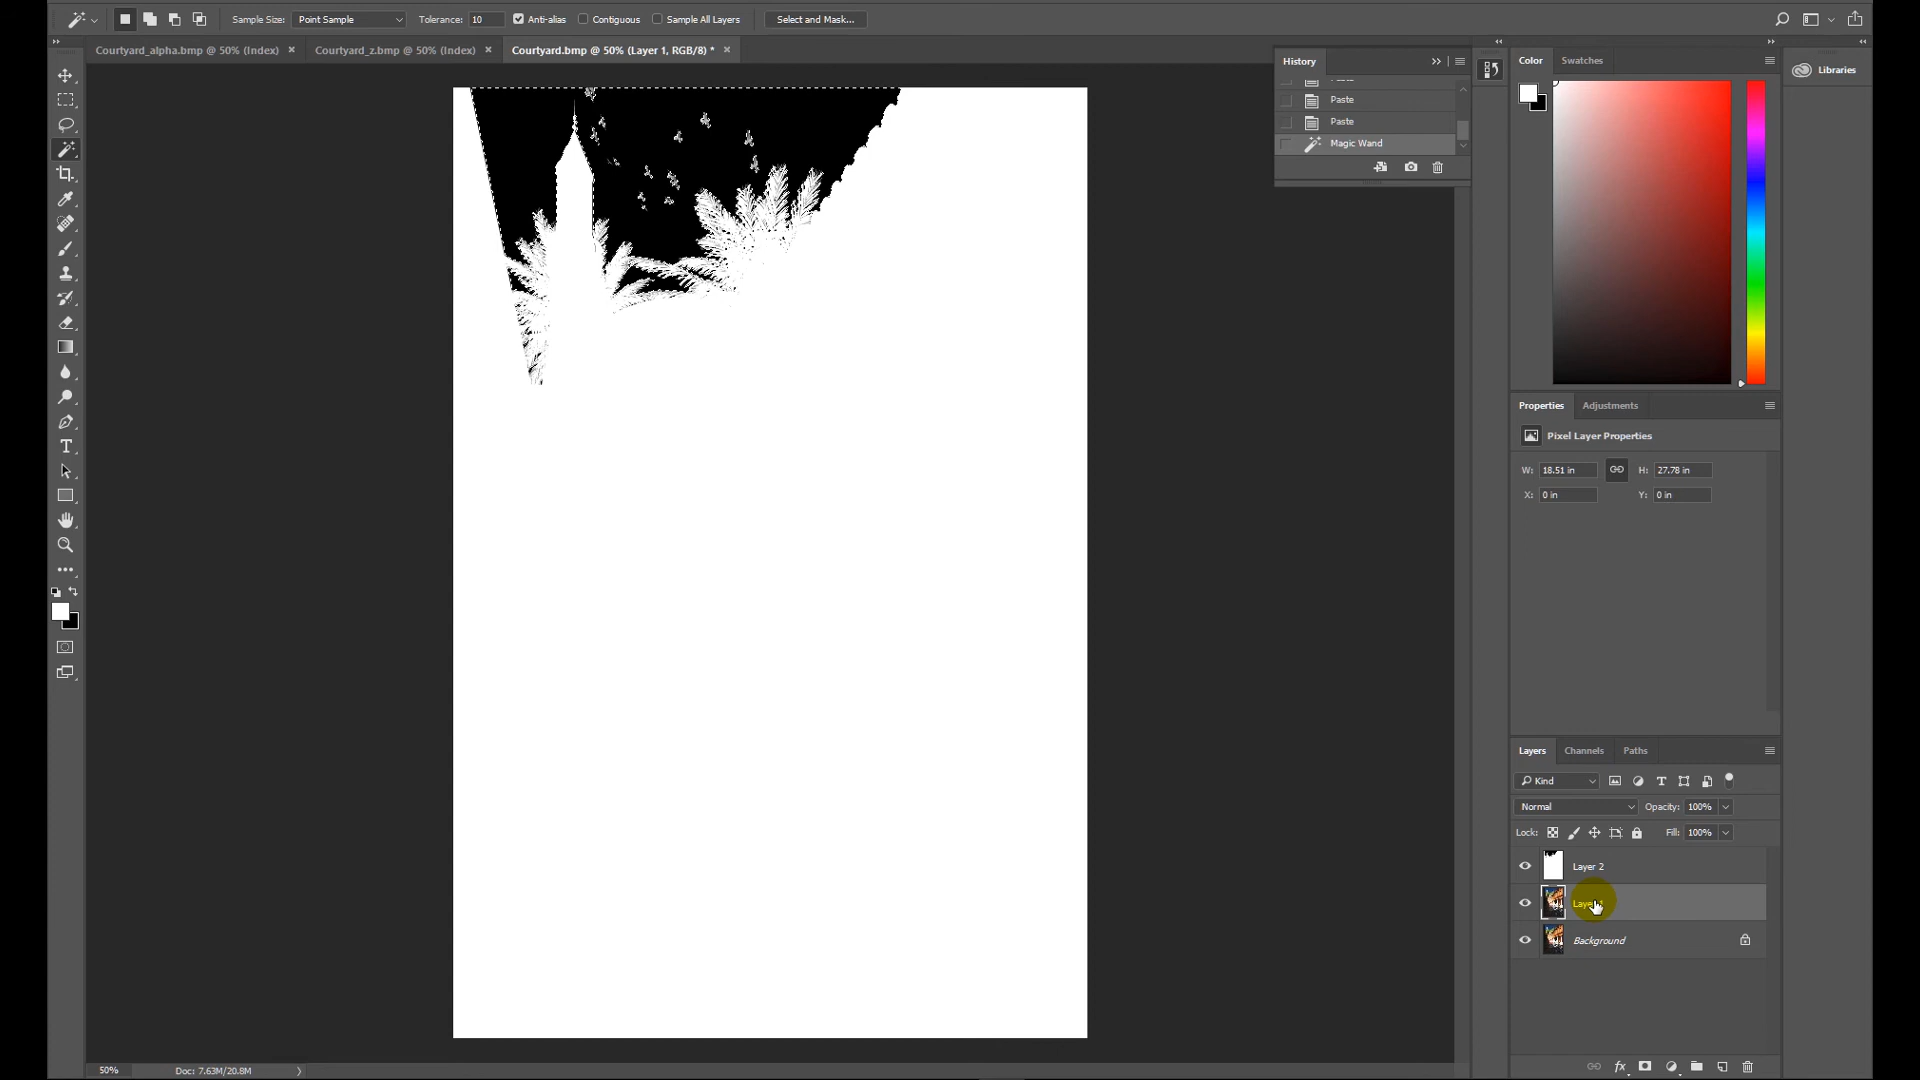 Sample Size: Point Sample Tolerance: 10 Anti-alias Contiguous Sample All Layers Select and Mask...
Courtyard_alpha.bmp @ 50% (Index) × Courtyard_z.bmp @ 50% (Index) × Courtyard.bmp @ 50% (Layer 1, RGB/8) * ×
History
Paste
Paste
Magic Wand
Color Swatches
Libraries
Properties Adjustments
Pixel Layer Properties
W: 18.51 in H: 27.78 in
X: 0 in Y: 0 in
Layers Channels Paths
Kind
Normal Opacity: 100%
Lock: Fill: 100%
Layer 2
Layer 1
Background
50% Doc: 7.63M/20.8M